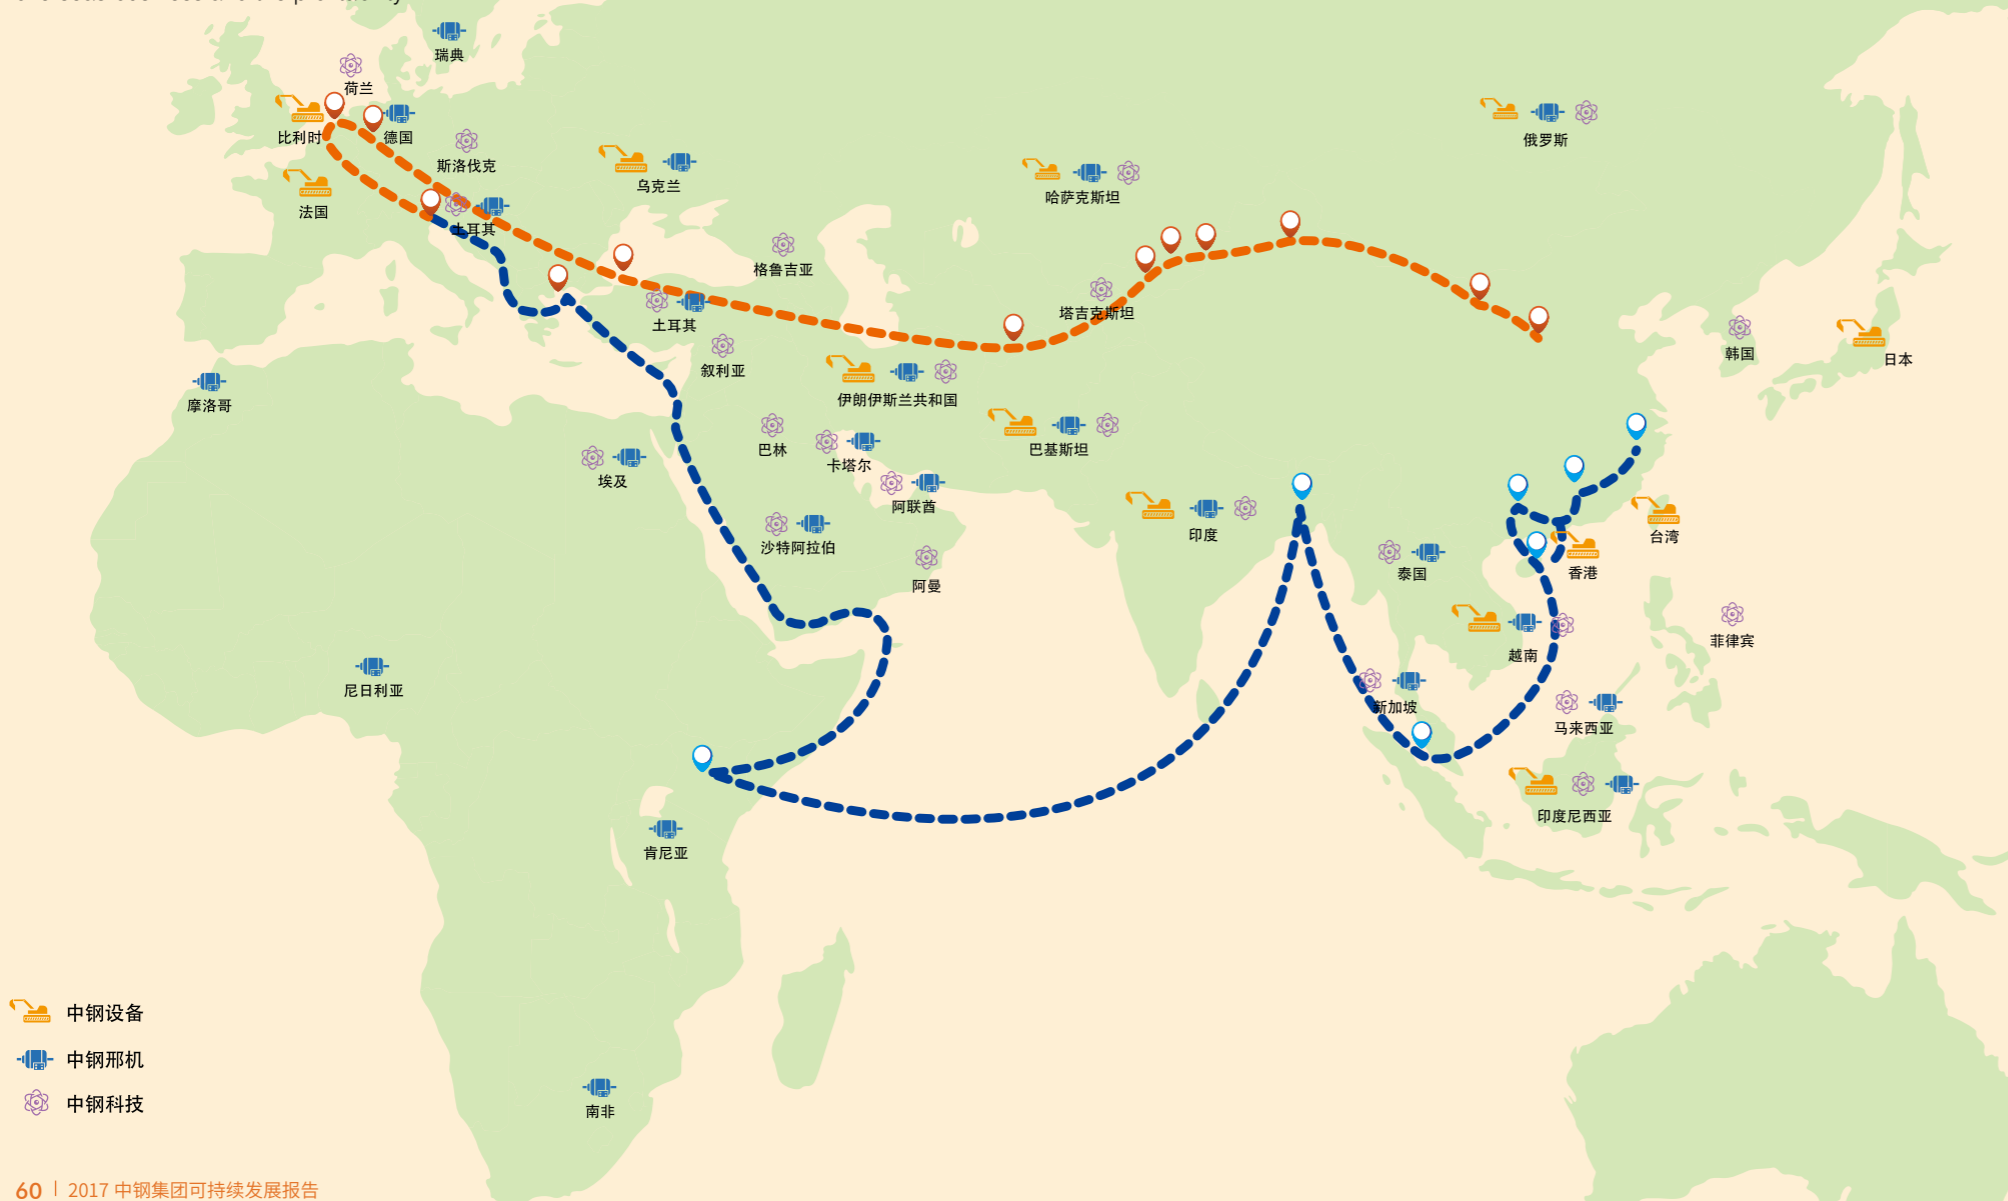 瑞典
荷兰
比利时
德国
斯洛伐克
乌克兰
哈萨克斯坦
俄罗斯
法国
土耳其
格鲁吉亚
塔吉克斯坦
土耳其
韩国
日本
叙利亚
伊朗伊斯兰共和国
摩洛哥
巴林
卡塔尔
巴基斯坦
埃及
阿联酋
印度
台湾
沙特阿拉伯
阿曼
泰国
香港
菲律宾
越南
尼日利亚
新加坡
马来西亚
印度尼西亚
肯尼亚
中钢设备
中钢邢机
中钢科技
南非
60 | 2017 中钢集团可持续发展报告